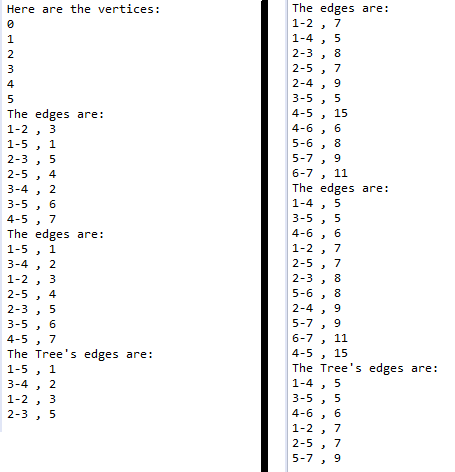 Here are the vertices:
0
1
2
3
4
5
The edges are:
1-2 , 3
1-5 , 1
2-3 , 5
2-5 , 4
3-4 , 2
3-5 , 6
4-5 , 7
The edges are:
1-5 , 1
3-4 , 2
1-2 , 3
2-5 , 4
2-3 , 5
3-5 , 6
4-5 , 7
The Tree's edges are:
1-5 , 1
3-4 , 2
1-2 , 3
2-3 , 5
The edges are:
1-2 , 7
1-4 , 5
2-3 , 8
2-5 , 7
2-4 , 9
3-5 , 5
4-5 , 15
4-6 , 6
5-6 , 8
5-7 , 9
6-7 , 11
The edges are:
1-4 , 5
3-5 , 5
4-6 , 6
1-2 , 7
2-5 , 7
2-3 , 8
5-6 , 8
2-4 , 9
5-7 , 9
6-7 , 11
4-5 , 15
The Tree's edges are:
1-4 , 5
3-5 , 5
4-6 , 6
1-2 , 7
2-5 , 7
5-7 , 9